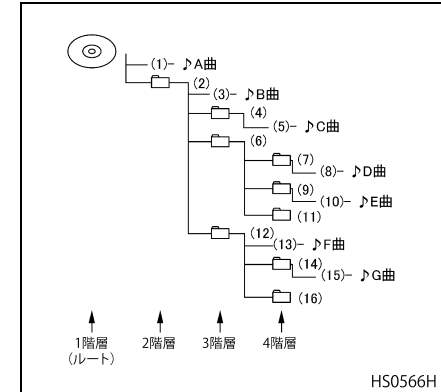 (1)- ♪A曲
(2)
(3)- ♪B曲
(4)
(5)- ♪C曲
(6)
(7)
(8)- ♪D曲
(9)
(10)- ♪E曲
(11)
(12)
(13)- ♪F曲
(14)
(15)- ♪G曲
(16)
1階層 2階層 3階層 4階層
(ルート)
HS0566H